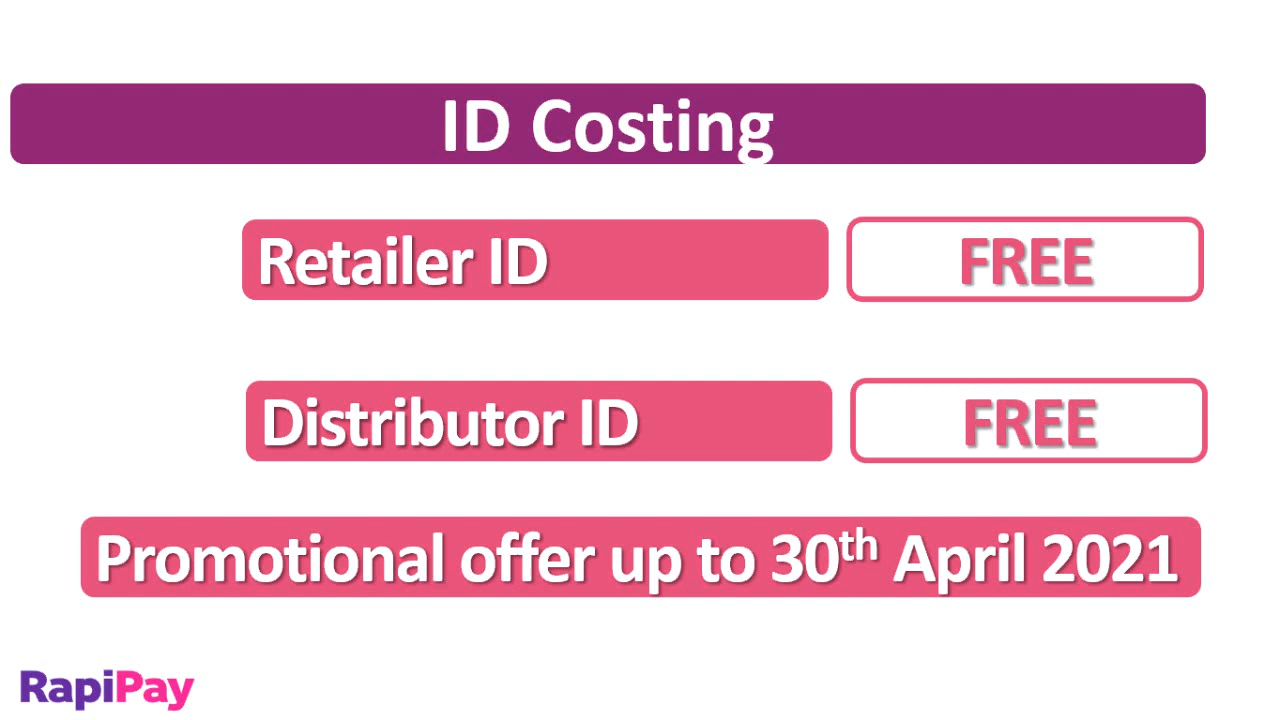 ID Costing
Retailer ID
FREE
Distributor ID
FREE
Promotional offer up to 30th April 2021
RapiPay